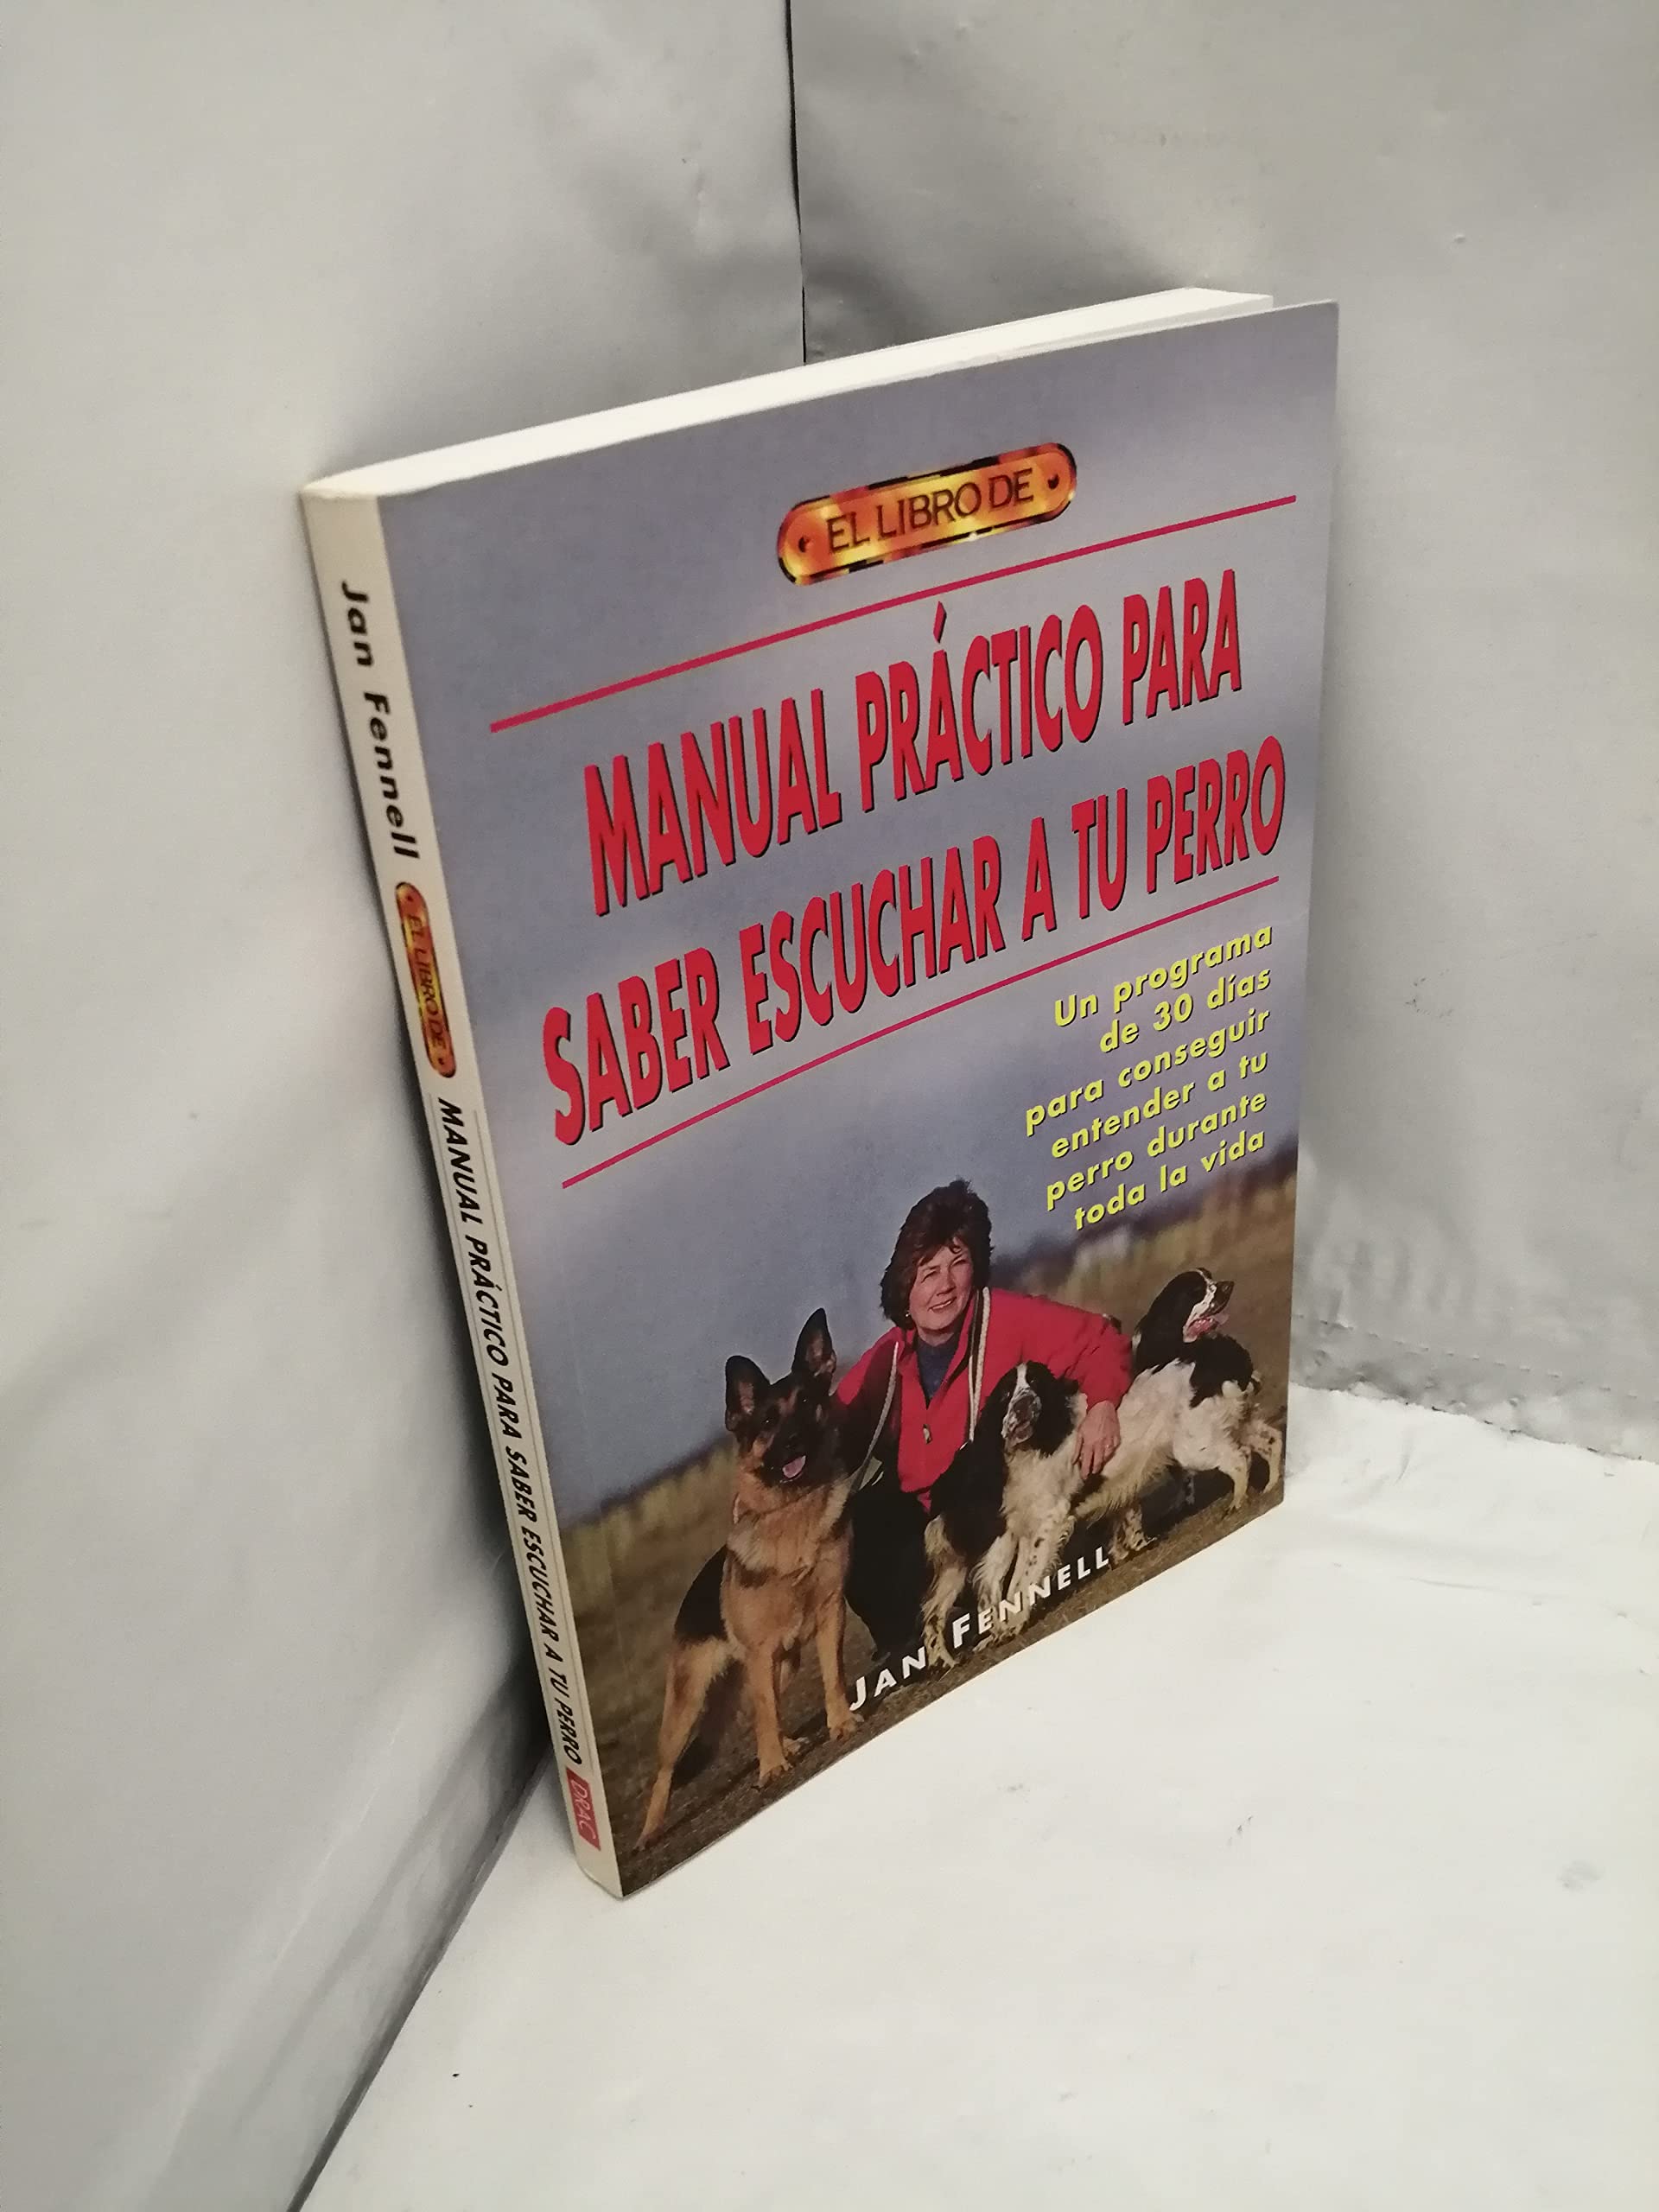 EL LIBRO DE
MANUAL PRÁCTICO PARA
SABER ESCUCHAR A TU PERRO
Un programa
de 30 días
para conseguir
entender a tu
perro durante
toda la vida
JAN FENNELL
Jan Fennell EL LIBRO DE MANUAL PRÁCTICO PARA SABER ESCUCHAR A TU PERRO DRAC